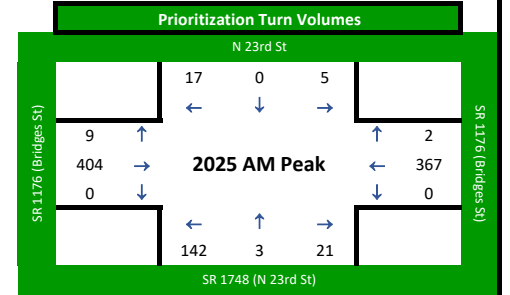 Prioritization Turn Volumes
N 23rd St
17 0 5
← ↓ →
SR 1176 (Bridges St)
9 ↑ ↑ 2
404 → 2025 AM Peak ← 367
0 ↓ ↓ 0
SR 1176 (Bridges St)
← ↑ →
142 3 21
SR 1748 (N 23rd St)